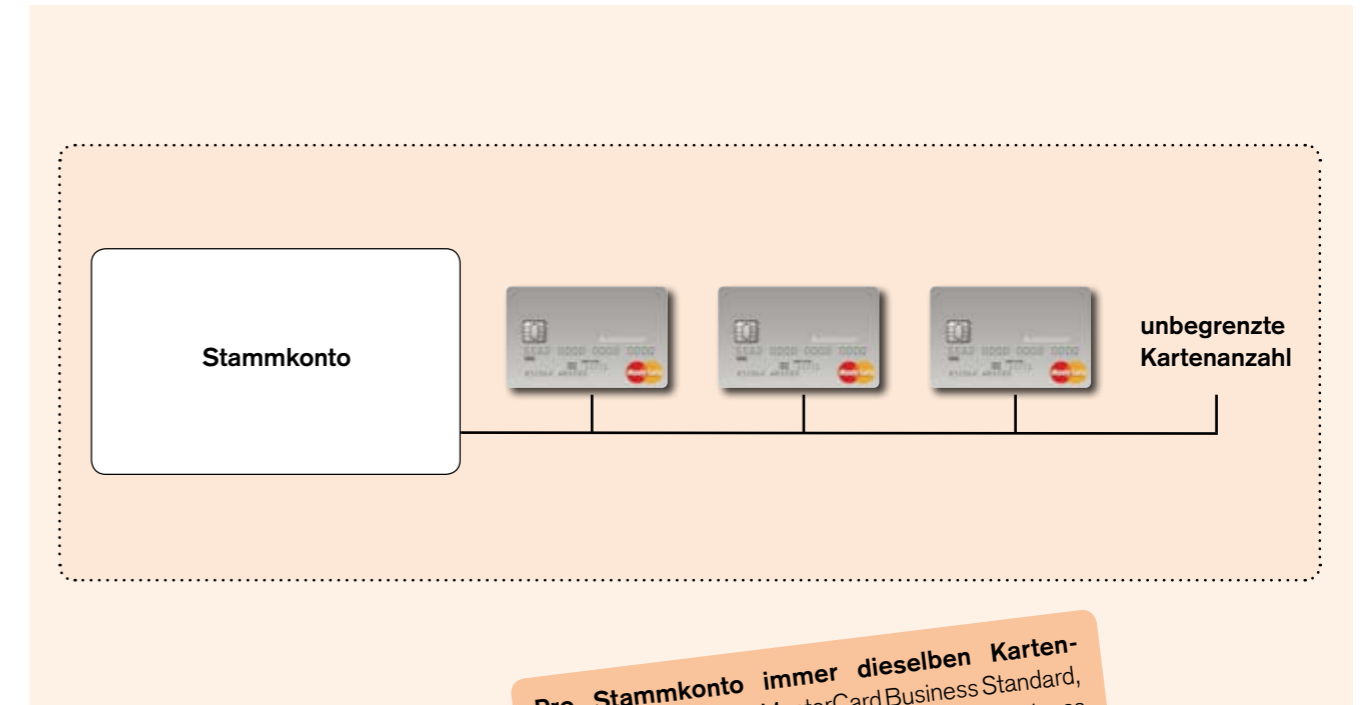 Stammkonto
unbegrenzte
Kartenanzahl
Pro Stammkonto immer dieselben Karten-
MasterCard Business Standard,